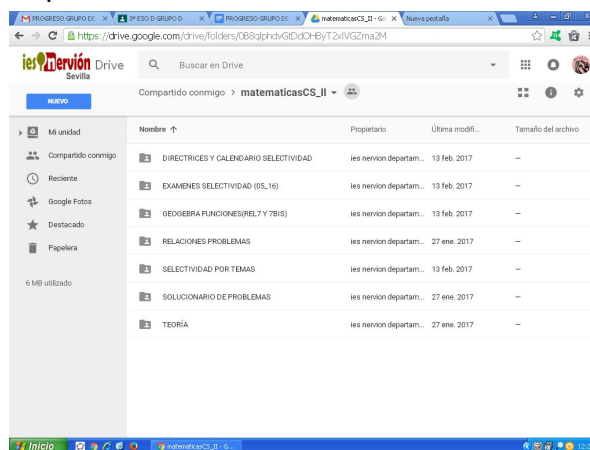 PROGRESO GRUPO DE
3º ESO D GRUPO D
PROGRESO GRUPO DE
matematicasCS_II - Go
Nueva pestaña
https://drive.google.com/drive/folders/0B8qlphdvGtDdOHByT2xlVGZma2M
ies Nervión Drive
Sevilla
Buscar en Drive
NUEVO
Compartido conmigo > matematicasCS_II
Mi unidad
Compartido conmigo
Reciente
Google Fotos
Destacado
Papelera
6 MB utilizado
Nombre Propietario Última modifi... Tamaño del archivo
DIRECTRICES Y CALENDARIO SELECTIVIDAD ies nervion departam... 13 feb. 2017 —
EXAMENES SELECTIVIDAD (05_16) ies nervion departam... 13 feb. 2017 —
GEOGEBRA FUNCIONES(REL7 Y 7BIS) ies nervion departam... 13 feb. 2017 —
RELACIONES PROBLEMAS ies nervion departam... 27 ene. 2017 —
SELECTIVIDAD POR TEMAS ies nervion departam... 13 feb. 2017 —
SOLUCIONARIO DE PROBLEMAS ies nervion departam... 27 ene. 2017 —
TEORÍA ies nervion departam... 27 ene. 2017 —
Inicio
matematicasCS_II - G...